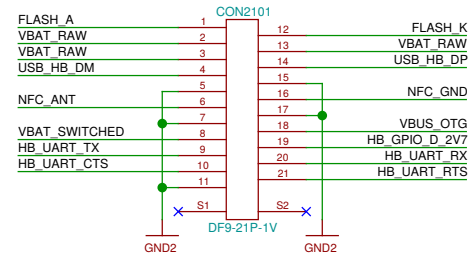 CON2101
FLASH_A 1
12 FLASH_K
VBAT_RAW 2
13 VBAT_RAW
VBAT_RAW 3
14 USB_HB_DP
USB_HB_DM 4
15
5
16 NFC_GND
NFC_ANT 6
17
7
18 VBUS_OTG
VBAT_SWITCHED 8
19 HB_GPIO_D_2V7
HB_UART_TX 9
20 HB_UART_RX
HB_UART_CTS 10
21 HB_UART_RTS
11
S1 S2
DF9-21P-1V
GND2 GND2